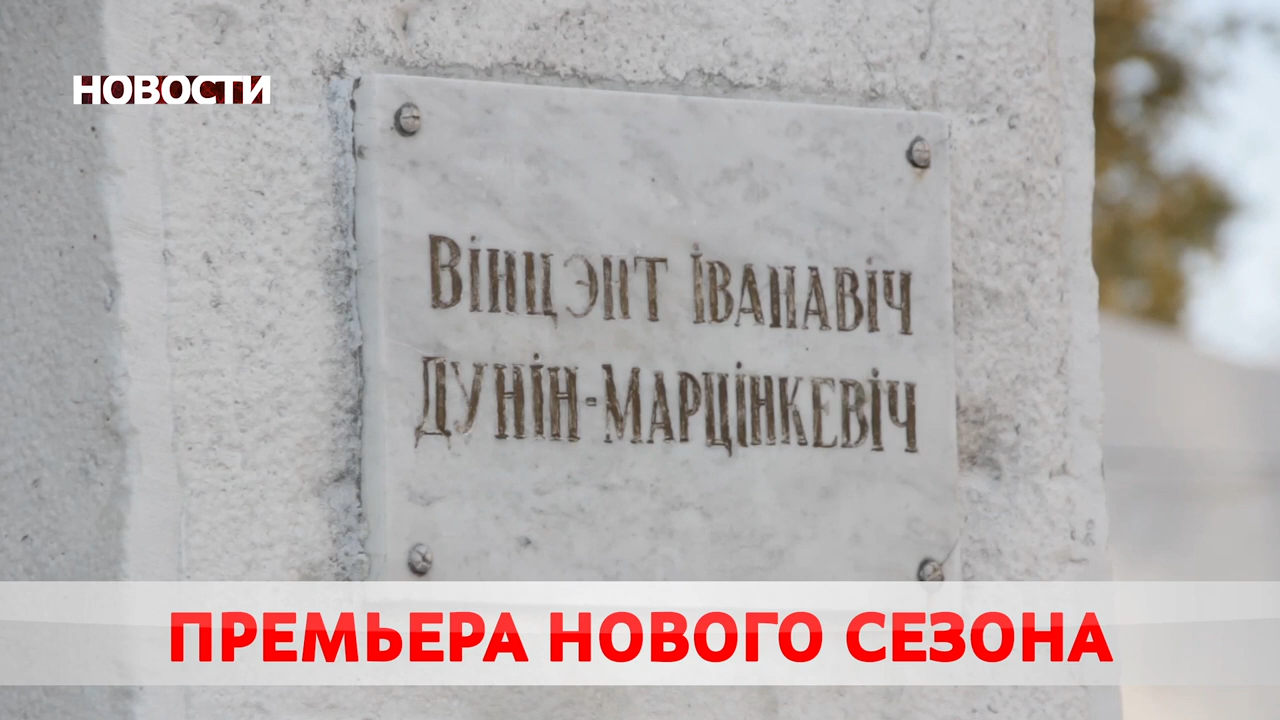 НОВОСТИ
ВІНЦЭНТ ІВАНАВІЧ
ДУНІН-МАРЦІНКЕВІЧ
ПРЕМЬЕРА НОВОГО СЕЗОНА